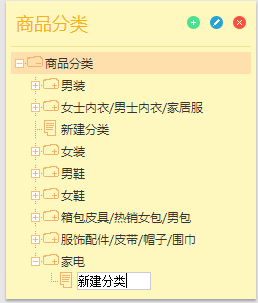 商品分类
商品分类
男装
女士内衣/男士内衣/家居服
新建分类
女装
男鞋
女鞋
箱包皮具/热销女包/男包
服饰配件/皮带/帽子/围巾
家电
新建分类